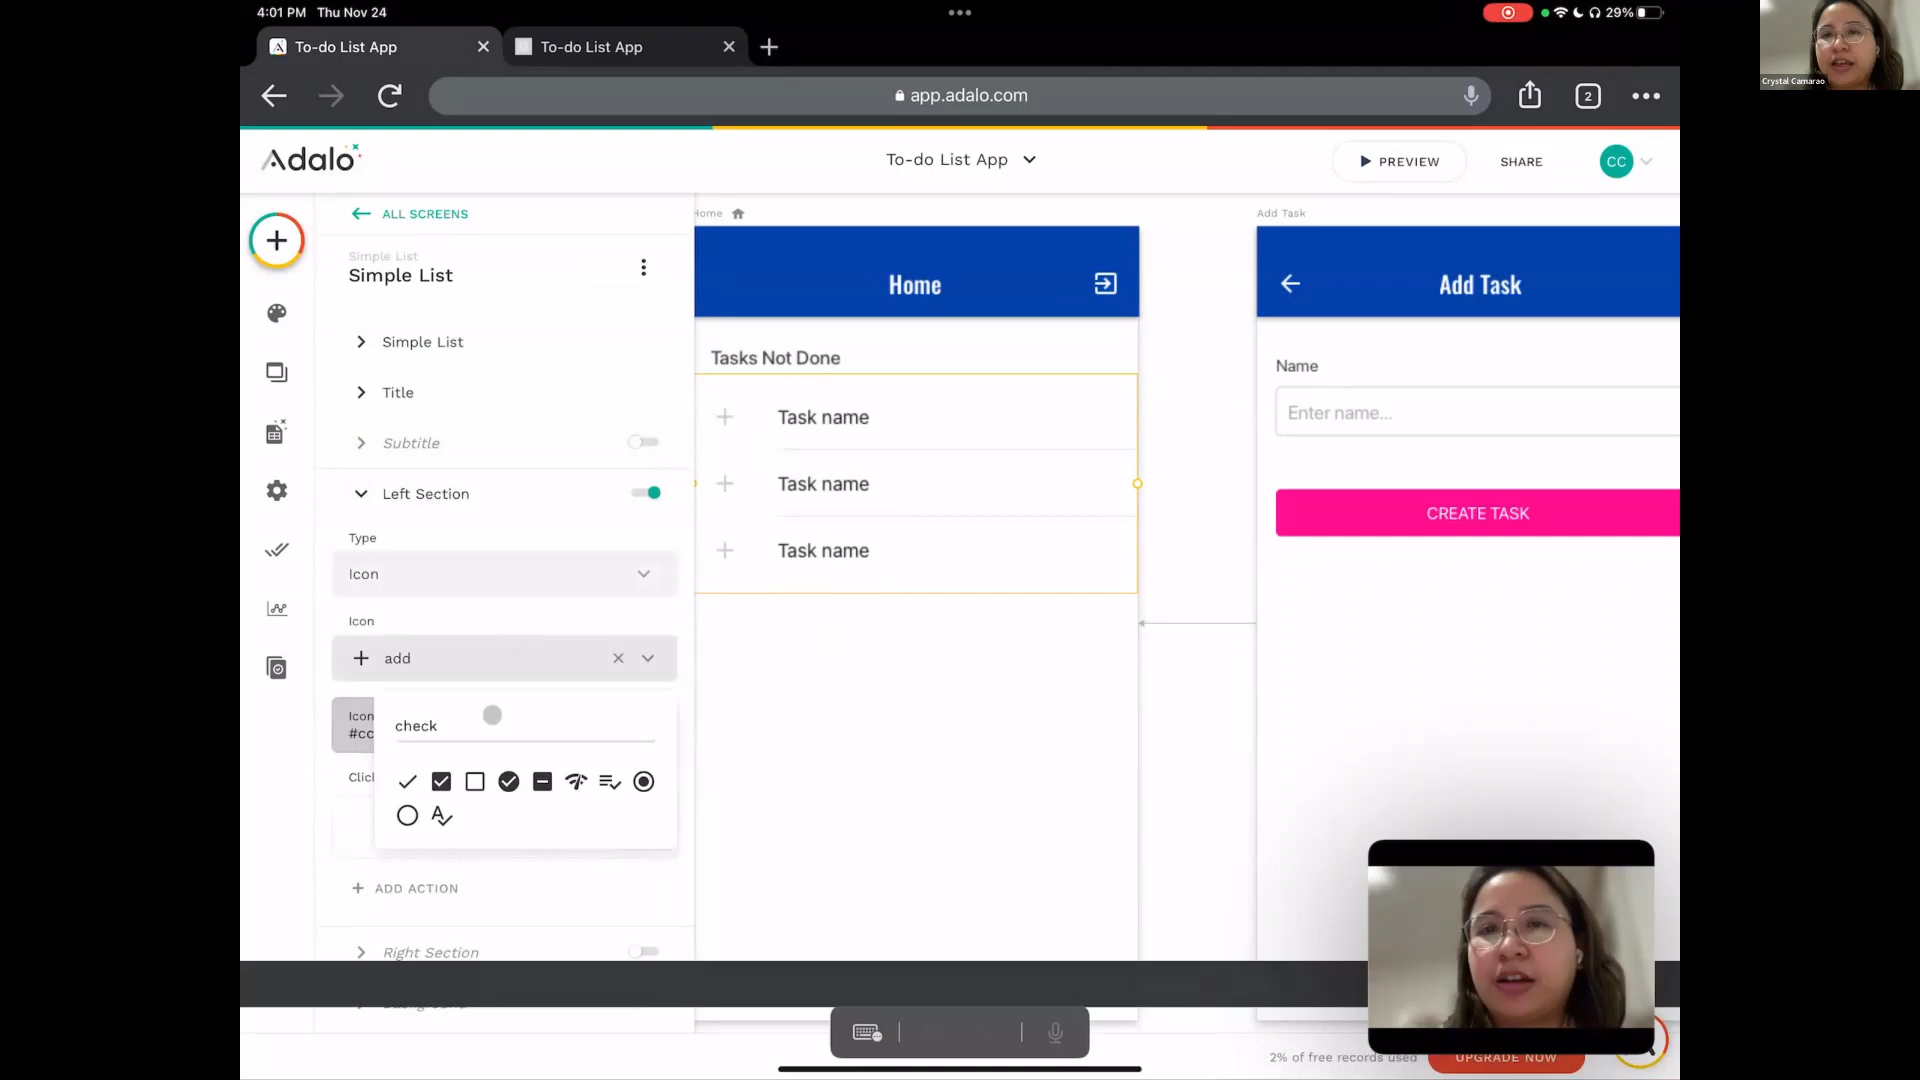 4:01 PM Thu Nov 24
29%
Crystal Camarao
To-do List App
To-do List App
app.adalo.com
2
Adalo
To-do List App
PREVIEW
SHARE
CC
ALL SCREENS
Simple List
Simple List
Simple List
Title
Subtitle
Left Section
Type
Icon
Icon
add
Icon
#cc
check
Click
ADD ACTION
Right Section
Home
Home
Tasks Not Done
Task name
Task name
Task name
Add Task
Add Task
Name
Enter name...
CREATE TASK
2% of free records used
UPGRADE NOW